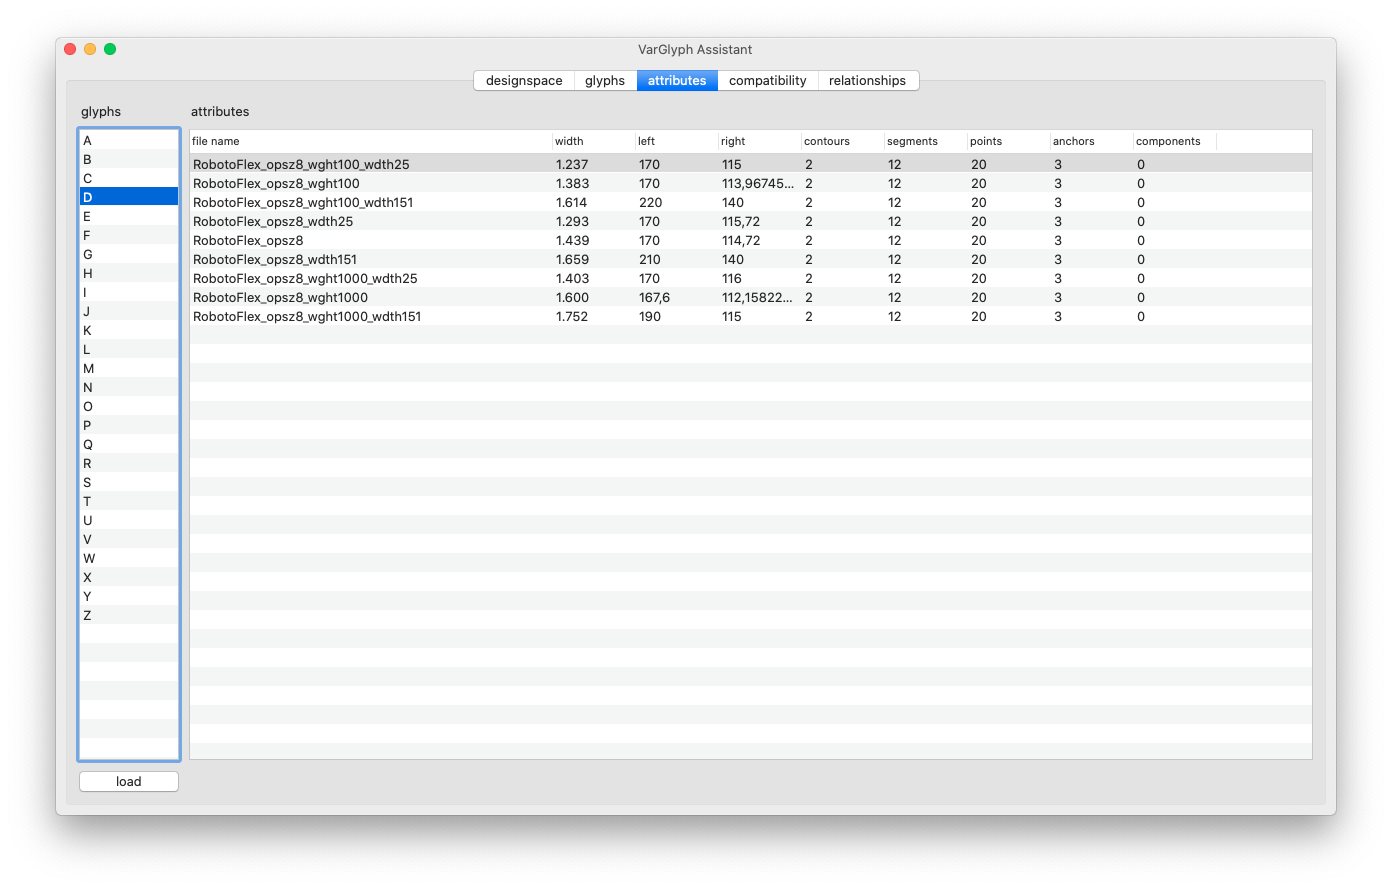 VarGlyph Assistant
designspace glyphs attributes compatibility relationships
glyphs attributes
file name width left right contours segments points anchors components
A
B
C
D
E
F
G
H
I
J
K
L
M
N
O
P
Q
R
S
T
U
V
W
X
Y
Z
RobotoFlex_opsz8_wght100_wdth25 1.237 170 115 2 12 20 3 0
RobotoFlex_opsz8_wght100 1.383 170 113,96745... 2 12 20 3 0
RobotoFlex_opsz8_wght100_wdth151 1.614 220 140 2 12 20 3 0
RobotoFlex_opsz8_wdth25 1.293 170 115,72 2 12 20 3 0
RobotoFlex_opsz8 1.439 170 114,72 2 12 20 3 0
RobotoFlex_opsz8_wdth151 1.659 210 140 2 12 20 3 0
RobotoFlex_opsz8_wght1000_wdth25 1.403 170 116 2 12 20 3 0
RobotoFlex_opsz8_wght1000 1.600 167,6 112,15822... 2 12 20 3 0
RobotoFlex_opsz8_wght1000_wdth151 1.752 190 115 2 12 20 3 0
load